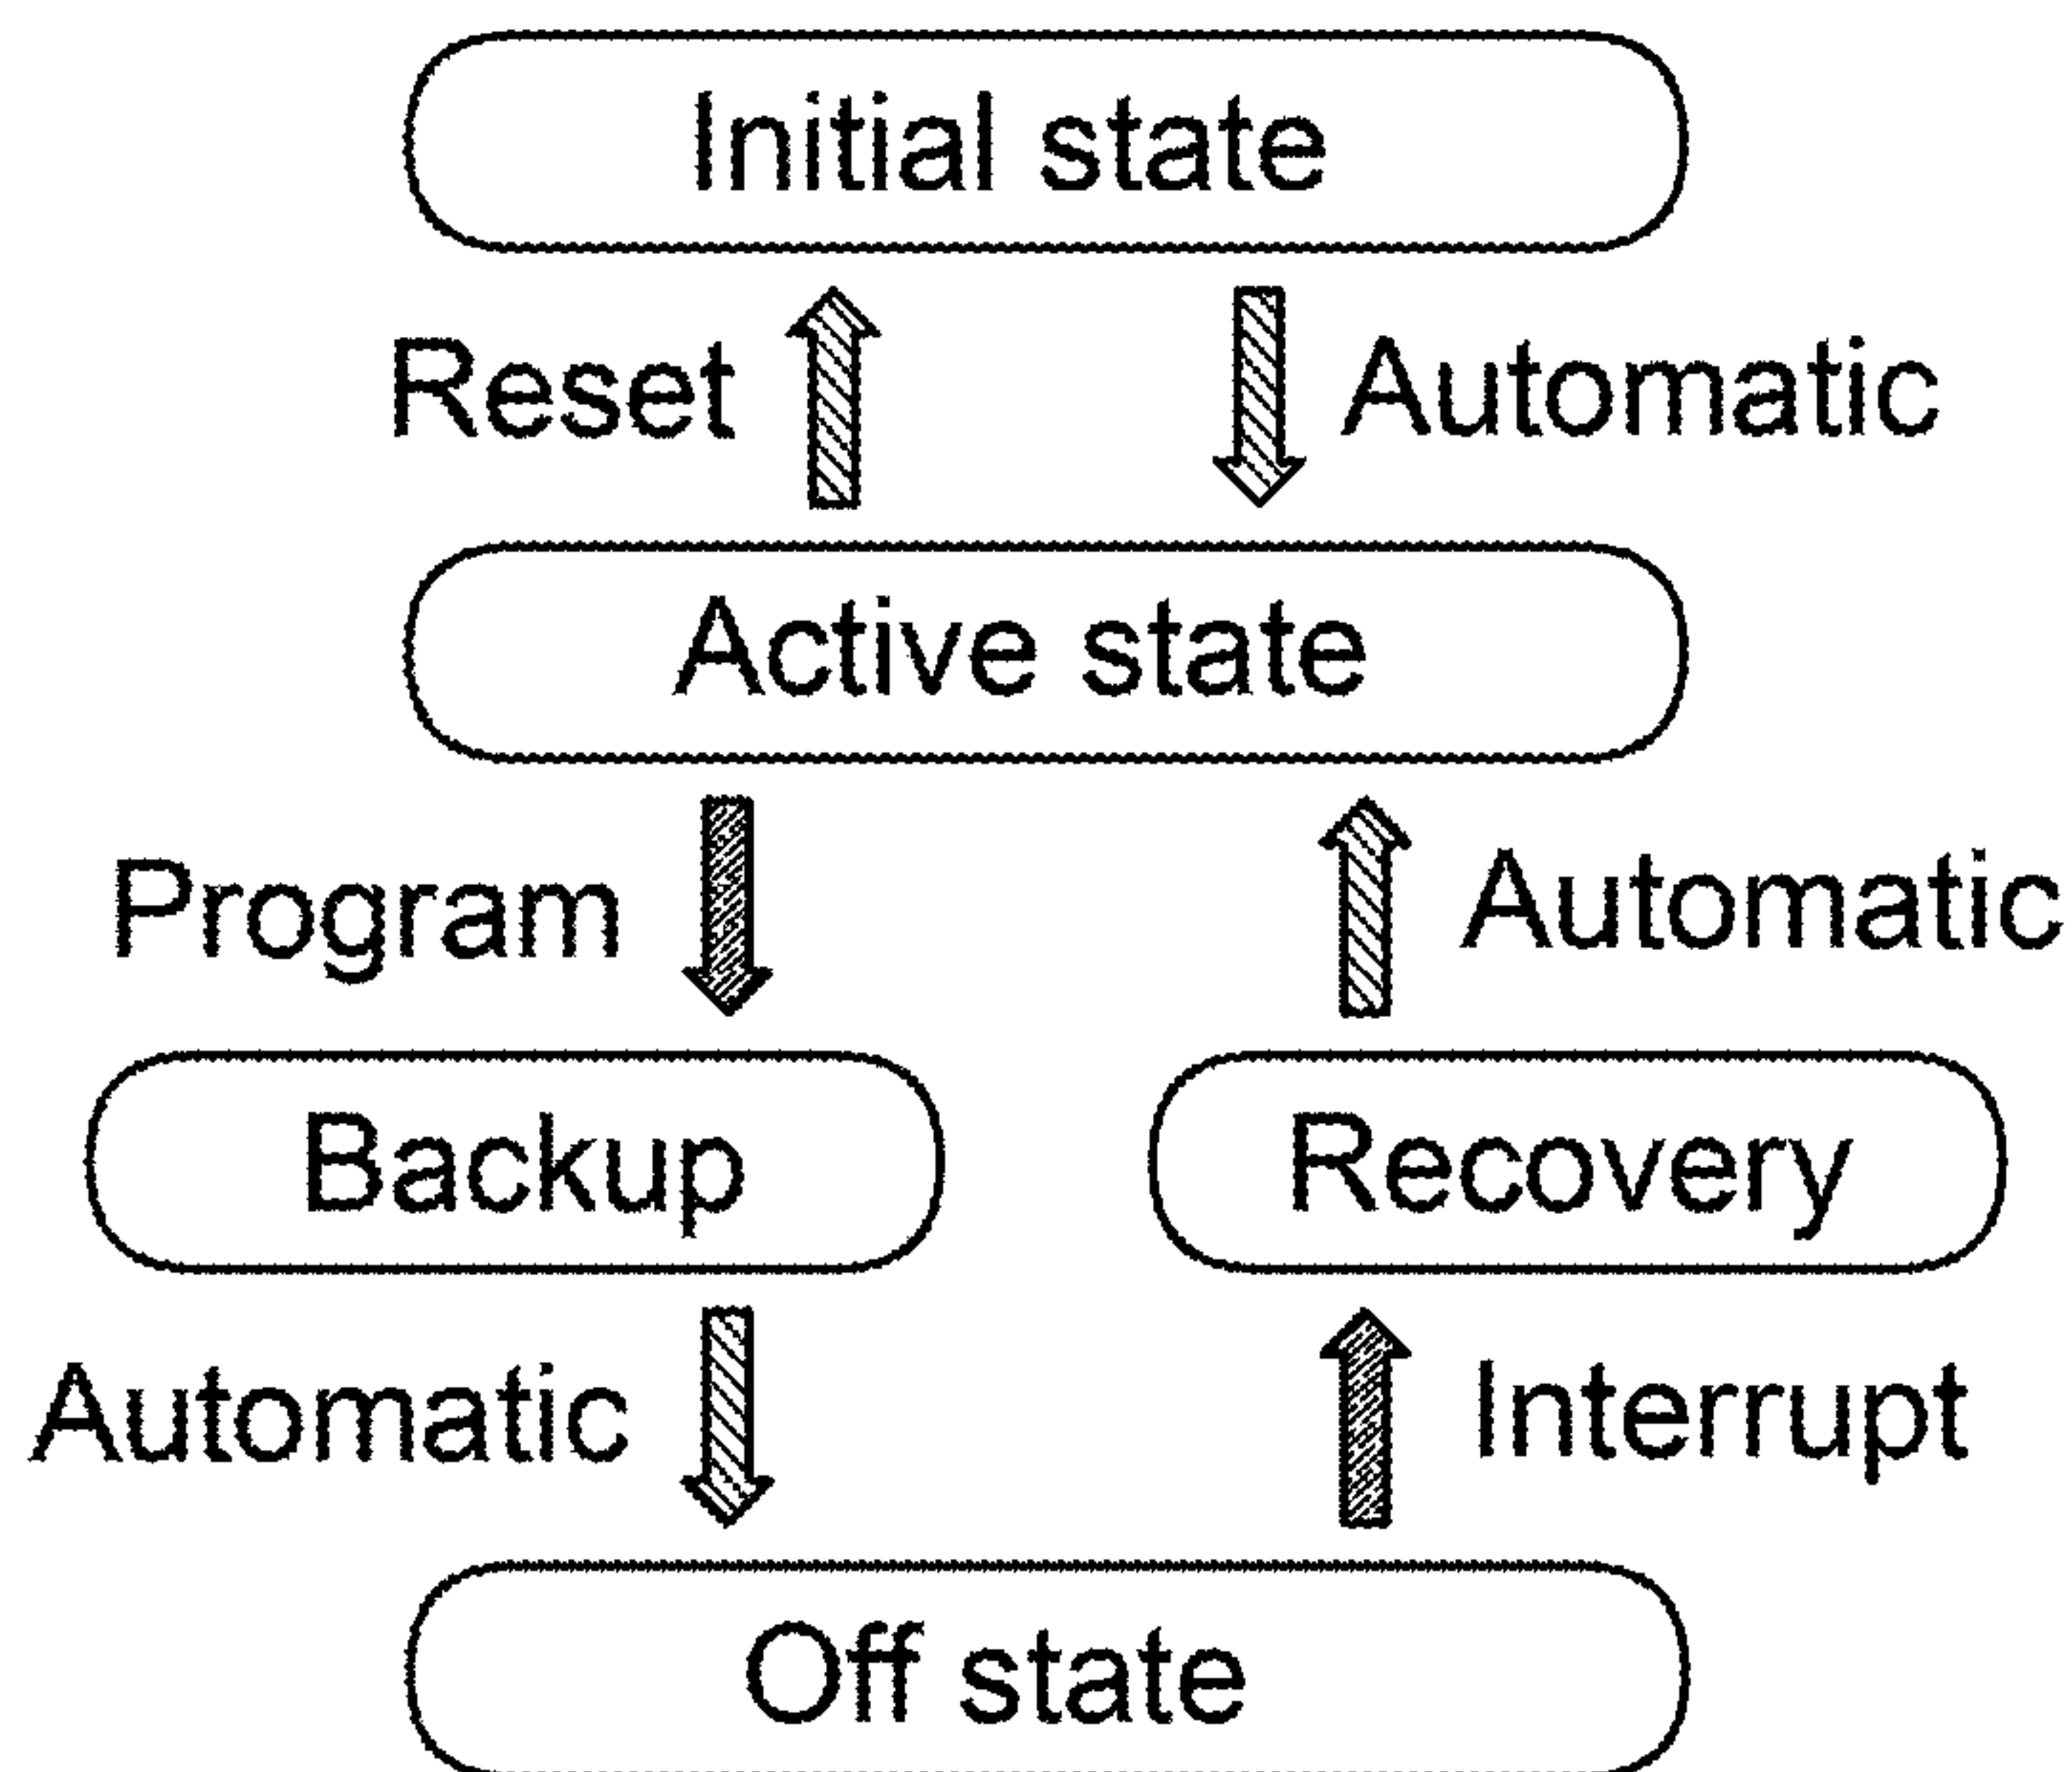 Initial state
Reset
Automatic
Active state
Program
Automatic
Backup
Recovery
Automatic
Interrupt
Off state